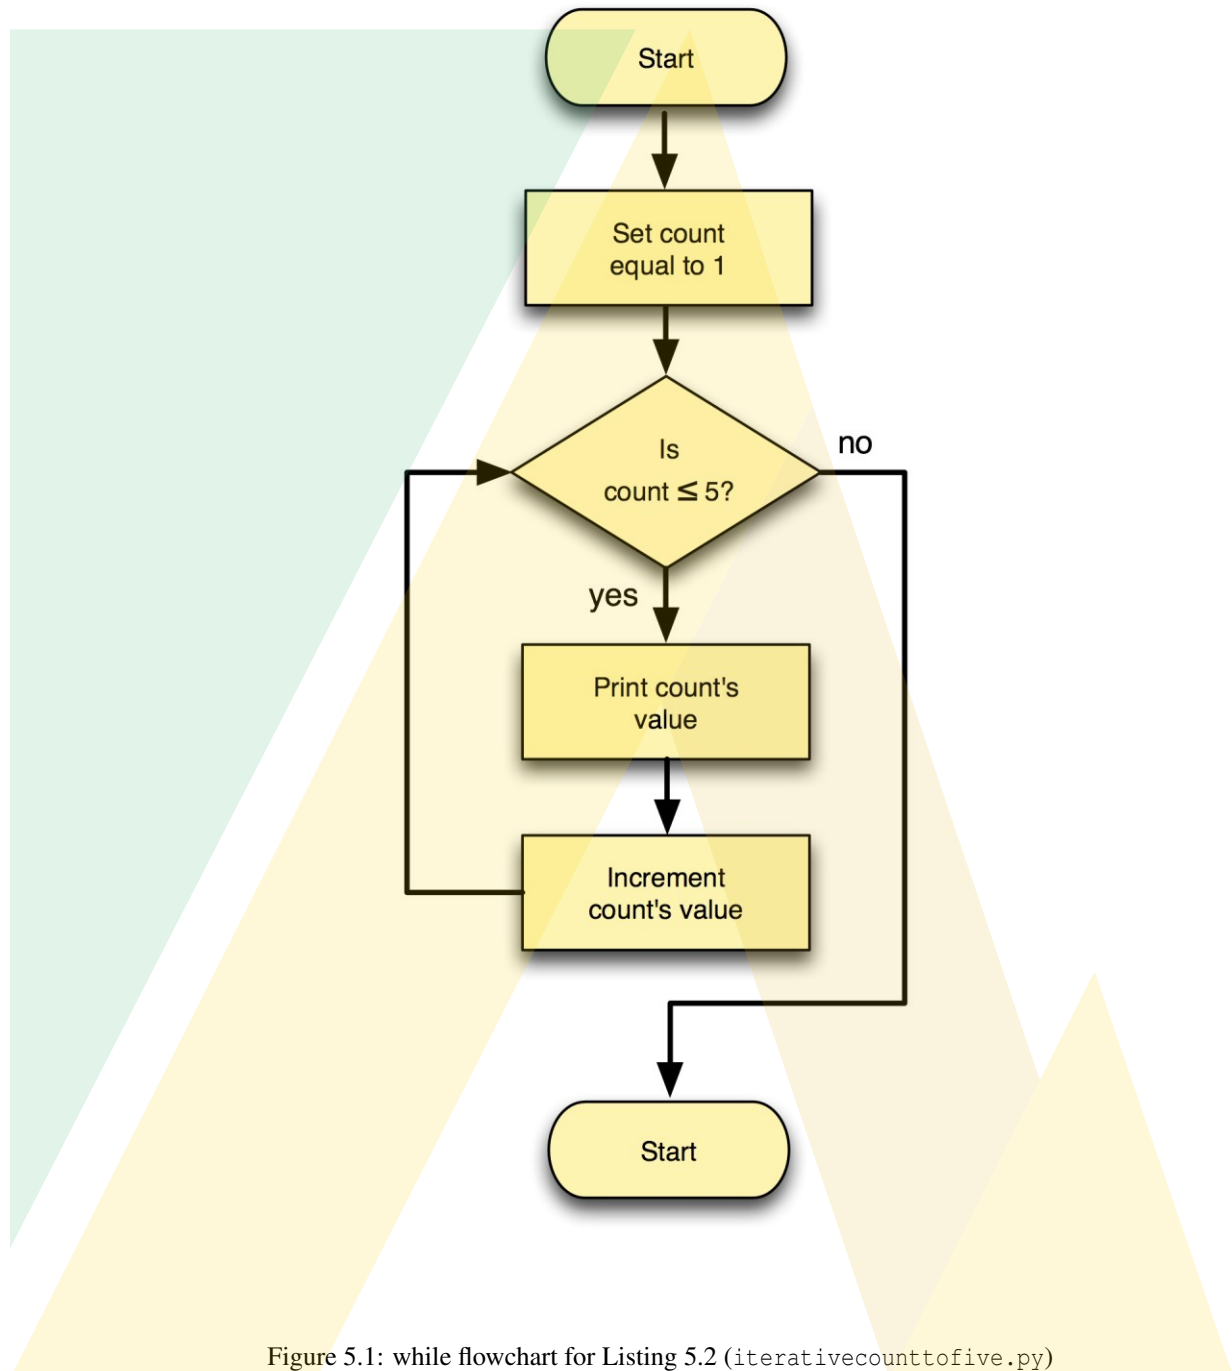 Start
Set count
equal to 1
Is
count ≤ 5?
no
yes
Print count's
value
Increment
count's value
Start
Figure 5.1: while flowchart for Listing 5.2 (iterativecounttofive.py)